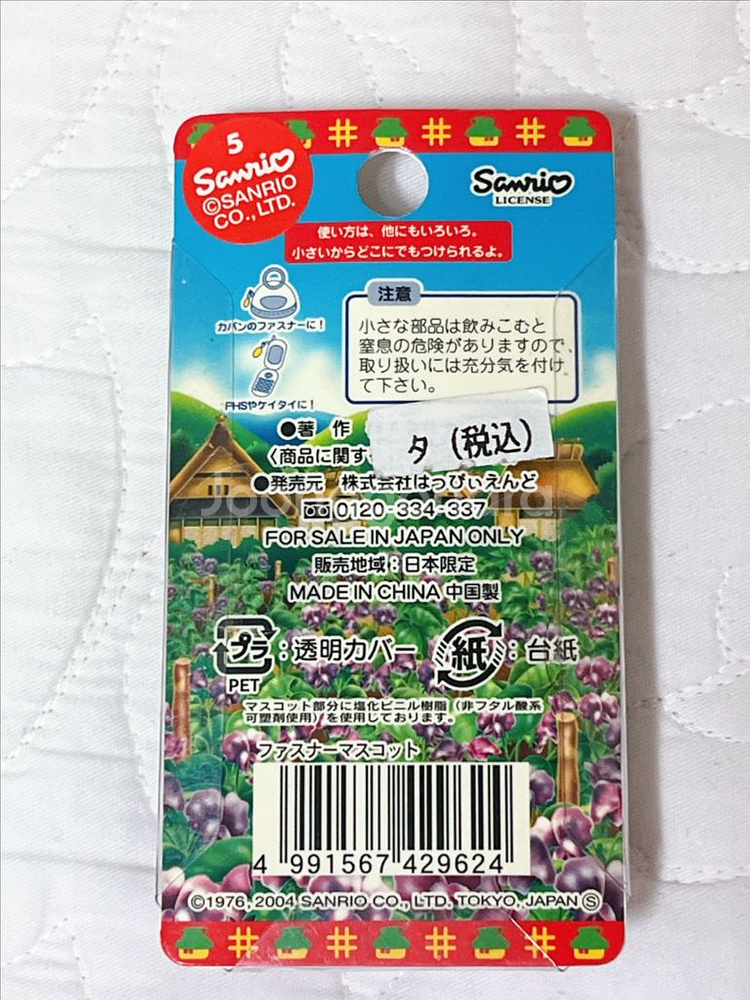 5
Sanrio
©SANRIO
CO., LTD.
Sanrio
LICENSE
使い方は、他にもいろいろ。
小さいからどこにでもつけられるよ。
カバンのファスナーに！
PHSやケイタイに！
注意
小さな部品は飲みこむと
窒息の危険がありますので、
取り扱いには充分気を付け
て下さい。
●著 作
タ (税込)
〈商品に関す
●発売元 株式会社はっぴぃえんど
0120-334-337
FOR SALE IN JAPAN ONLY
販売地域：日本限定
MADE IN CHINA 中国製
プラ：透明カバー
PET
紙：台紙
マスコット部分に塩化ビニル樹脂（非フタル酸系
可塑剤使用）を使用しております。
ファスナーマスコット
4 991567 429624
©1976, 2004 SANRIO CO., LTD. TOKYO, JAPAN Ⓢ